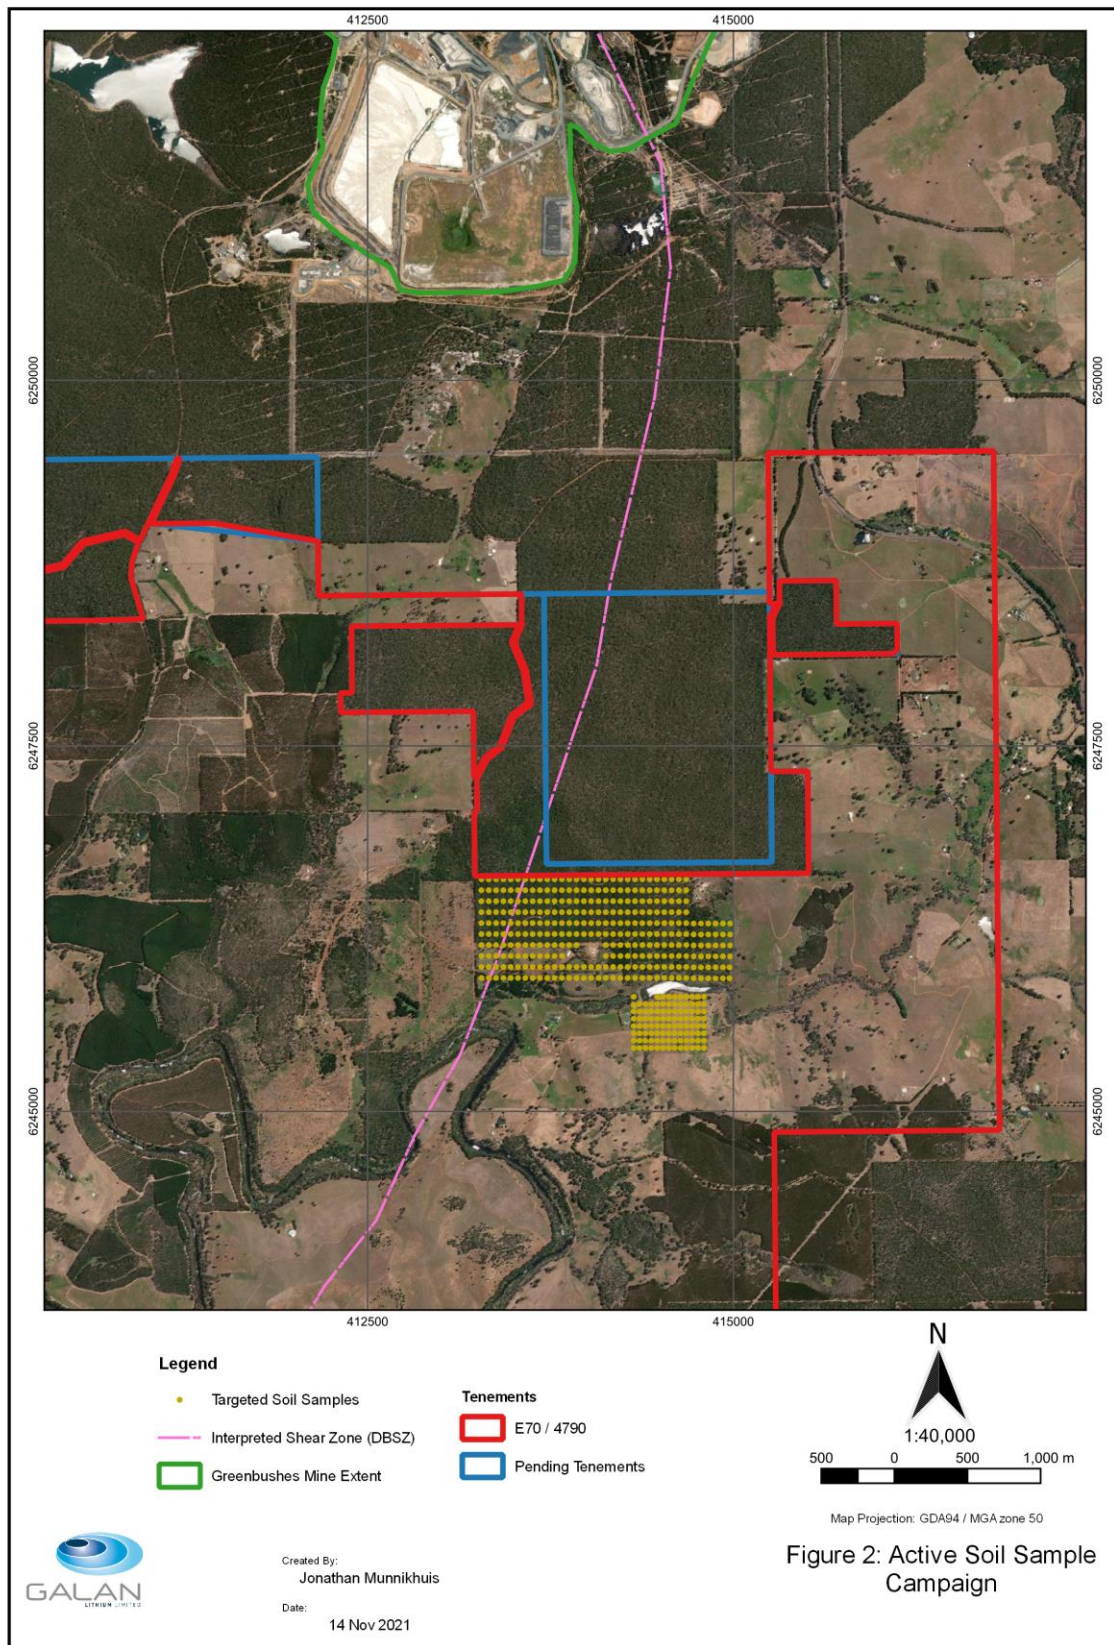 412500
415000
6250000
6250000
6247500
6247500
6245000
6245000
412500
415000
Legend
Targeted Soil Samples
Interpreted Shear Zone (DBSZ)
Greenbushes Mine Extent
Tenements
E70 / 4790
Pending Tenements
N
1:40,000
500 0 500 1,000 m
Map Projection: GDA94 / MGA zone 50
Figure 2: Active Soil Sample
Campaign
GALAN
LITHIUM LIMITED
Created By:
Jonathan Munnikhuis
Date:
14 Nov 2021